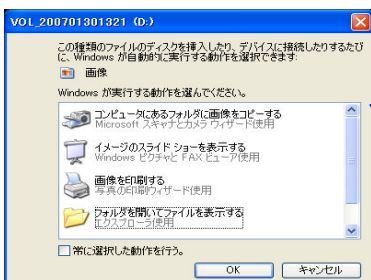 VOL_200701301321 (D:)
この種類のファイルのディスクを挿入したり、デバイスに接続したりするたび
に、Windows が自動的に実行する動作を選択できます:
画像
Windows が実行する動作を選んでください。
コンピュータにあるフォルダに画像をコピーする
Microsoft スキャナとカメラ ウィザード使用
イメージのスライド ショーを表示する
Windows ピクチャと FAX ビューア使用
画像を印刷する
写真の印刷ウィザード使用
フォルダを開いてファイルを表示する
エクスプローラ使用
常に選択した動作を行う。
OK
キャンセル